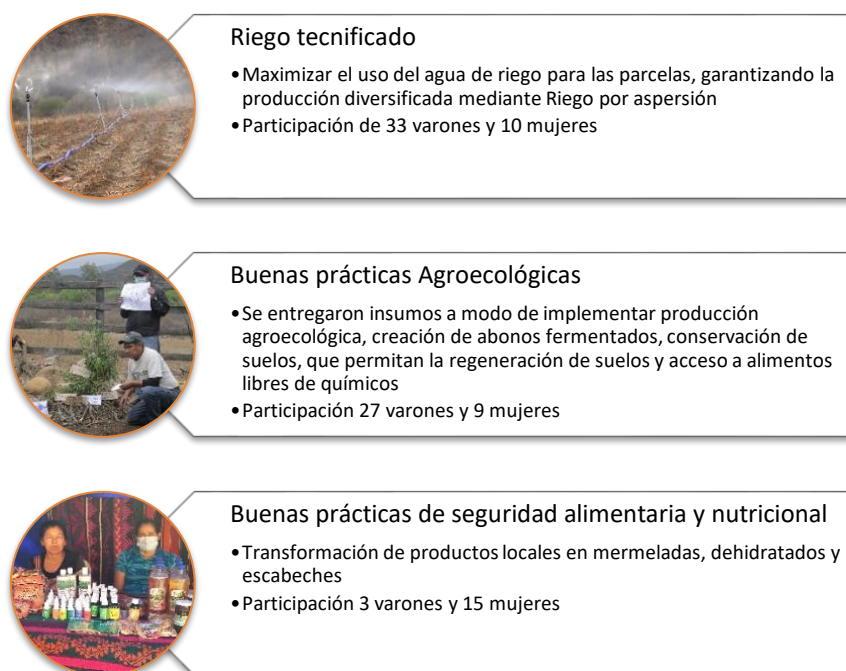 Riego tecnificado
•Maximizar el uso del agua de riego para las parcelas, garantizando la
producción diversificada mediante Riego por aspersión
•Participación de 33 varones y 10 mujeres
Buenas prácticas Agroecológicas
•Se entregaron insumos a modo de implementar producción
agroecológica, creación de abonos fermentados, conservación de
suelos, que permitan la regeneración de suelos y acceso a alimentos
libres de químicos
•Participación 27 varones y 9 mujeres
Buenas prácticas de seguridad alimentaria y nutricional
•Transformación de productos locales en mermeladas, dehidratados y
escabeches
•Participación 3 varones y 15 mujeres